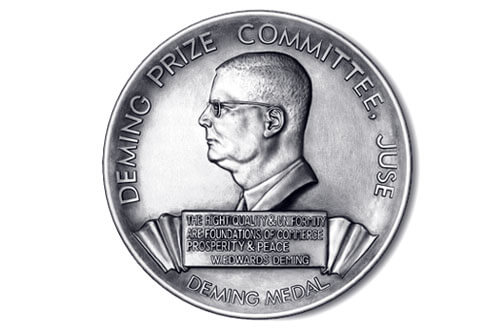 DEMING PRIZE COMMITTEE, JUSE
THE RIGHT QUALITY & UNIFORMITY
ARE FOUNDATIONS OF COMMERCE
PROSPERITY & PEACE
W.EDWARDS DEMING
DEMING MEDAL